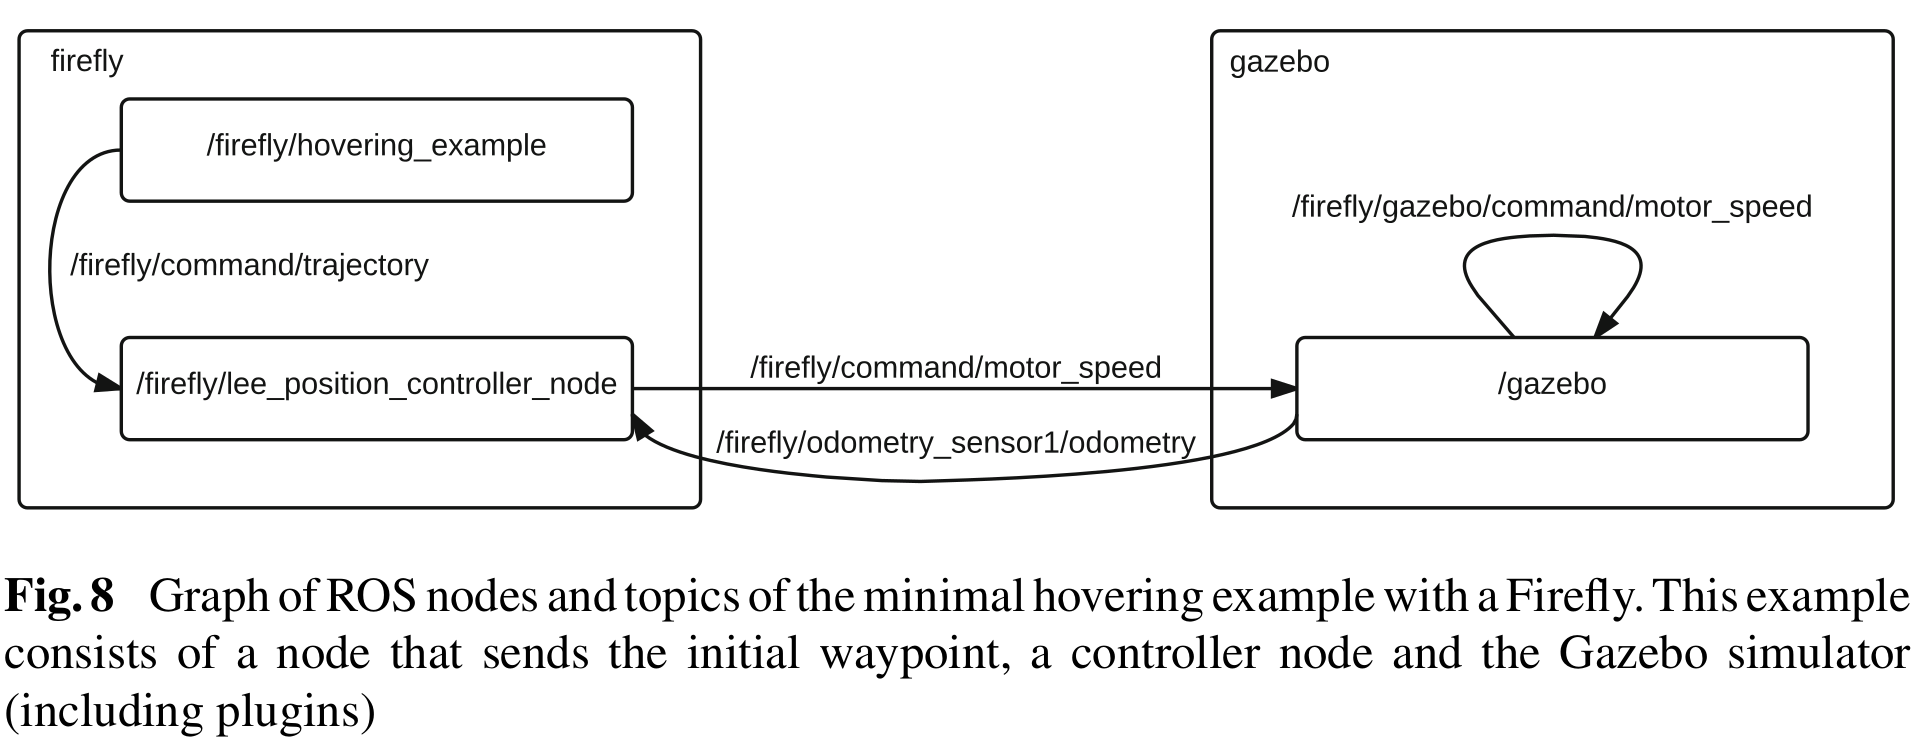 firefly
/firefly/hovering_example
/firefly/command/trajectory
/firefly/lee_position_controller_node
/firefly/command/motor_speed
/firefly/odometry_sensor1/odometry
gazebo
/firefly/gazebo/command/motor_speed
/gazebo
Fig. 8 Graph of ROS nodes and topics of the minimal hovering example with a Firefly. This example
consists of a node that sends the initial waypoint, a controller node and the Gazebo simulator
(including plugins)